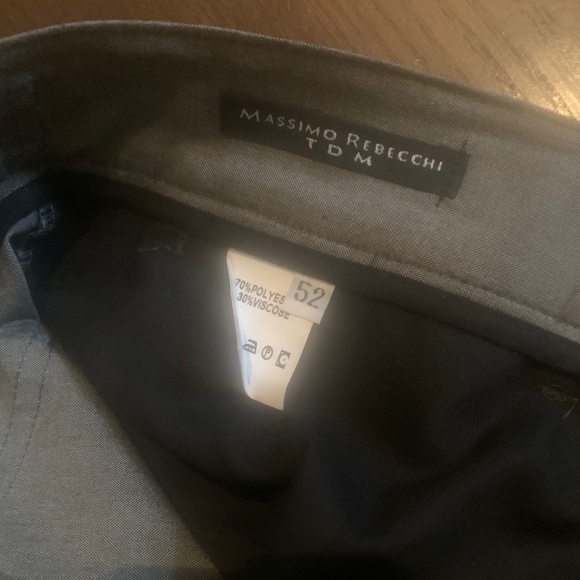 MASSIMO REBECCHI
TDM
52
70%POLYES
30%VISCOSE